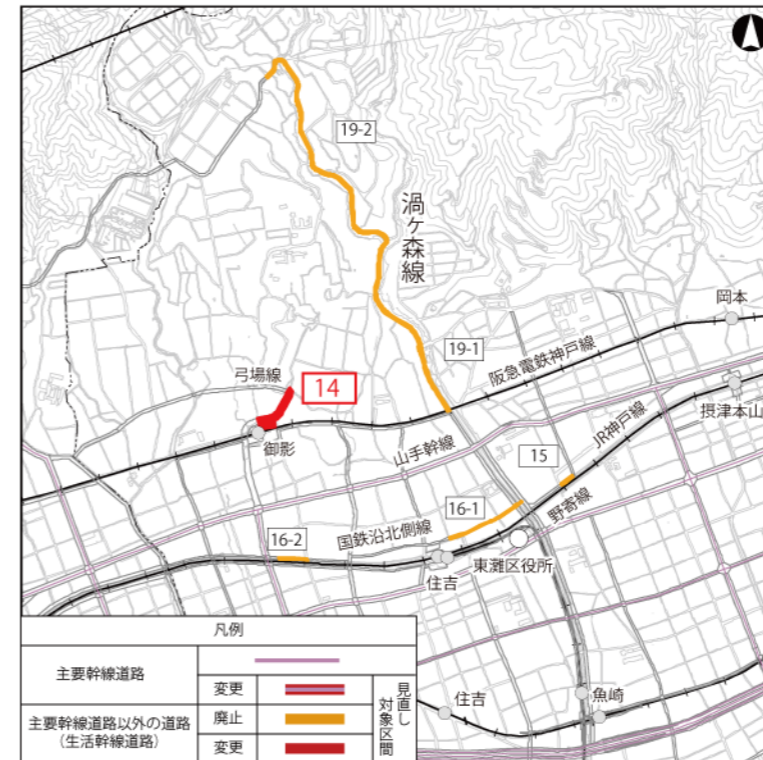 19-2
渦ヶ森線
岡本
19-1
阪急電鉄神戸線
弓場線
14
摂津本山
JR神戸線
御影
山手幹線
15
野寄線
16-1
国鉄沿北側線
16-2
東灘区役所
住吉
凡例
主要幹線道路
変更
見直し対象区間
主要幹線道路以外の道路
(生活幹線道路)
廃止
変更
住吉
魚崎